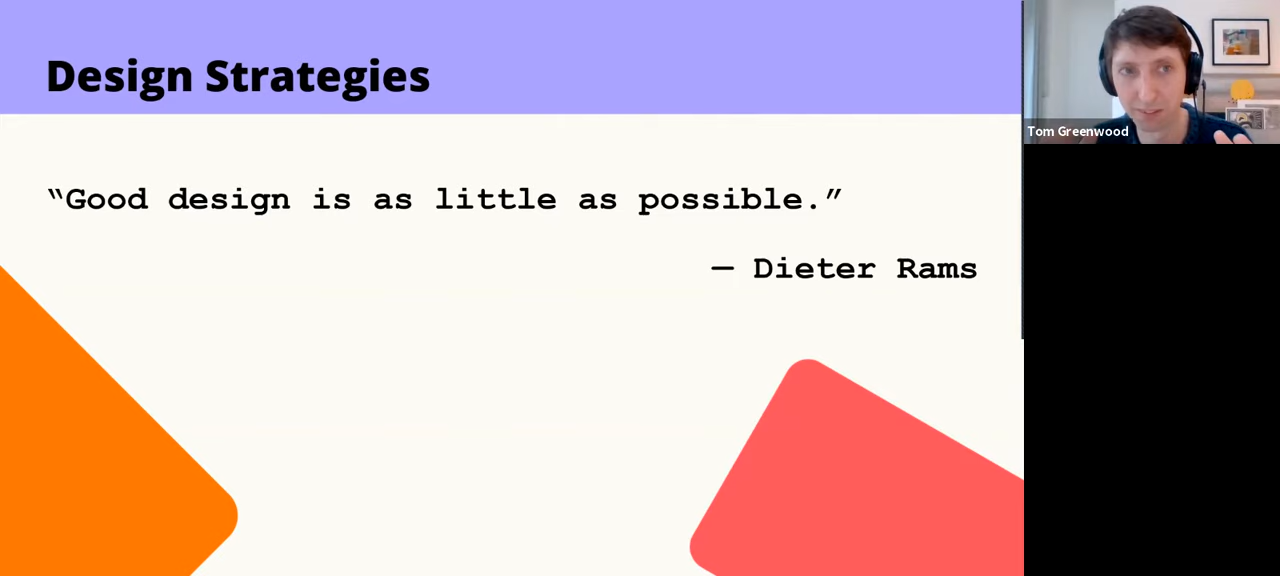 Design Strategies
“Good design is as little as possible.”
— Dieter Rams
Tom Greenwood